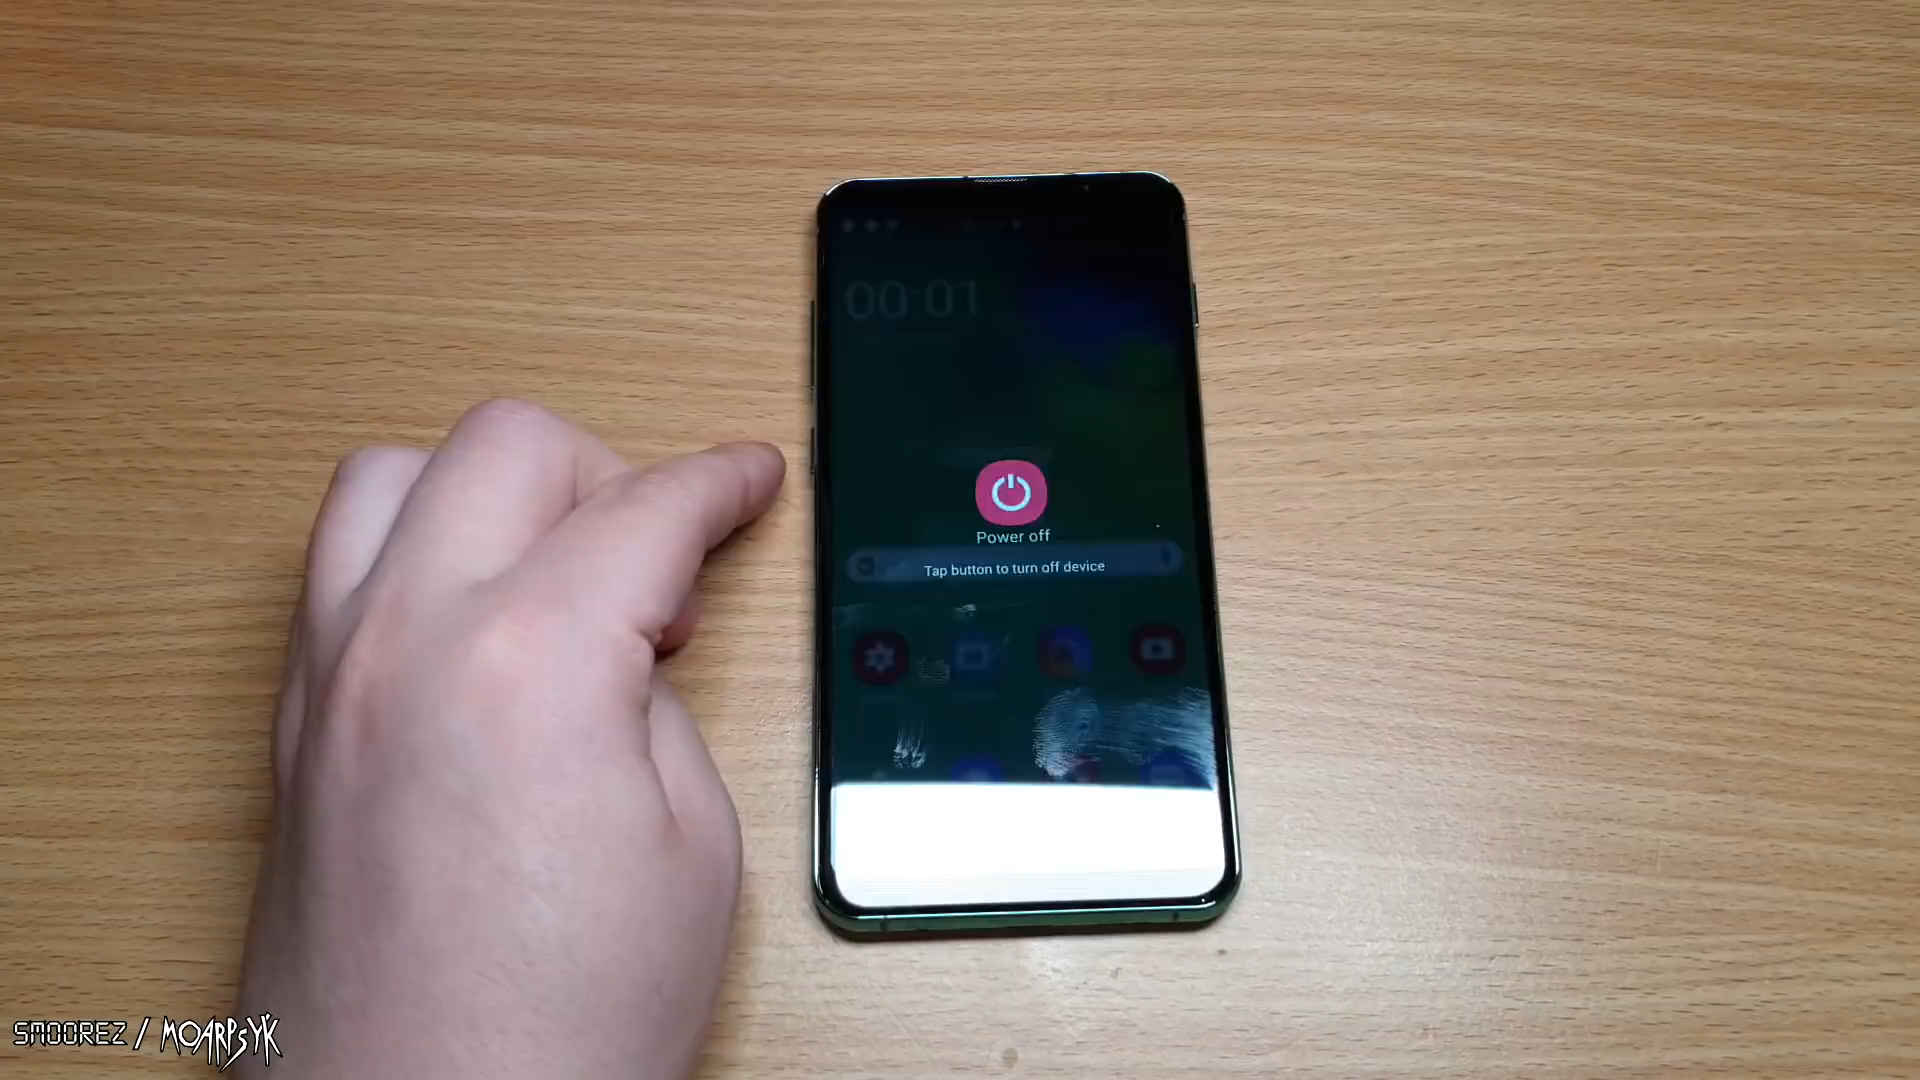 00:01
Power off
Tap button to turn off device
SMOOREZ / MOARPSYK